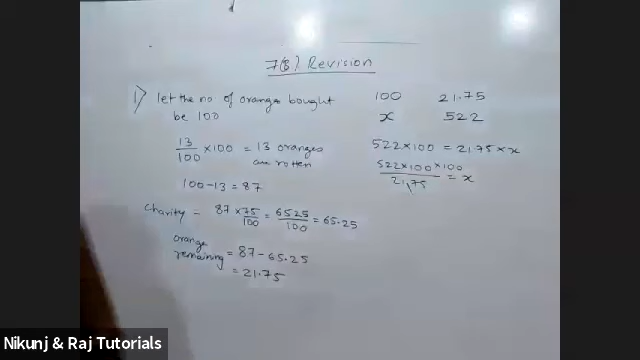 7(B) Revision
1) let the no of orange bought
be 100
13/100 × 100 = 13 oranges
are rotten
100 - 13 = 87
Charity - 87 × 75/100 = 6525/100 = 65.25
orange
remaining = 87 - 65.25
= 21.75
100 21.75
x 522
522 × 100 = 21.75 × x
522 × 100 × 100 / 21.75 = x
Nikunj & Raj Tutorials